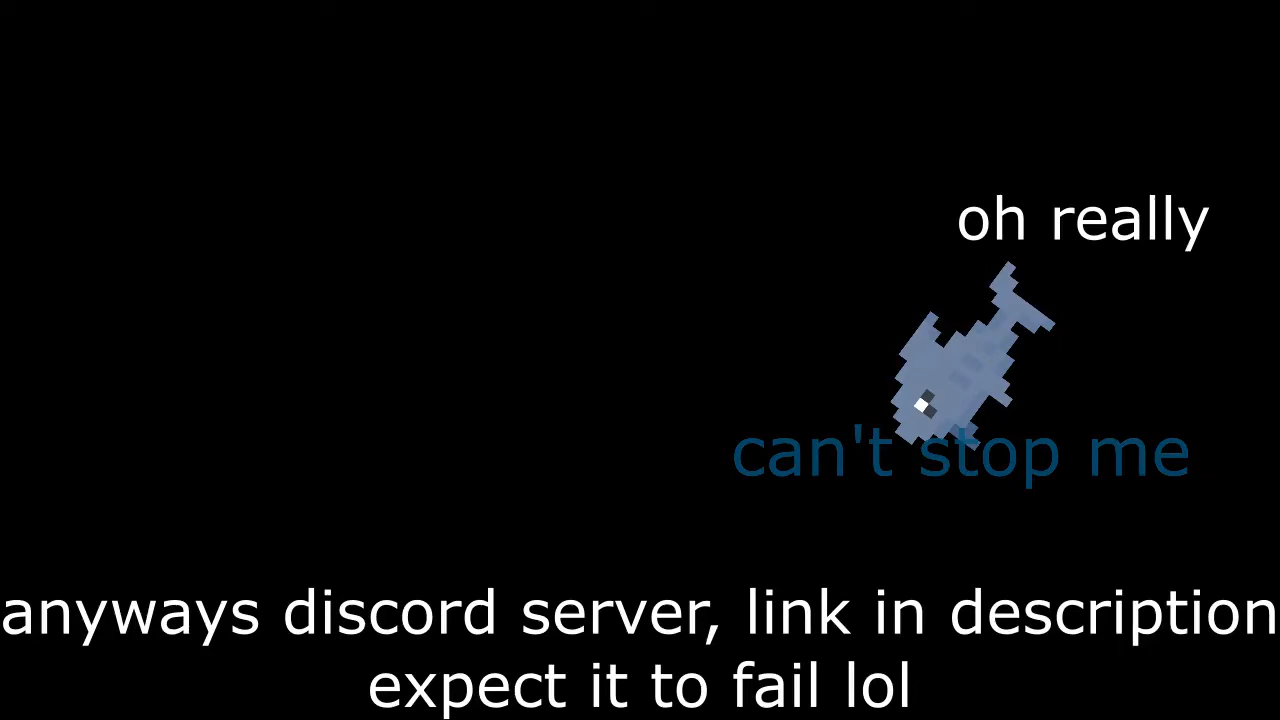 oh really
can't stop me
anyways discord server, link in description
expect it to fail lol